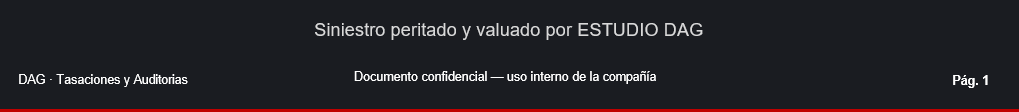 Siniestro peritado y valuado por ESTUDIO DAG
DAG · Tasaciones y Auditorias
Documento confidencial — uso interno de la compañía
Pág. 1